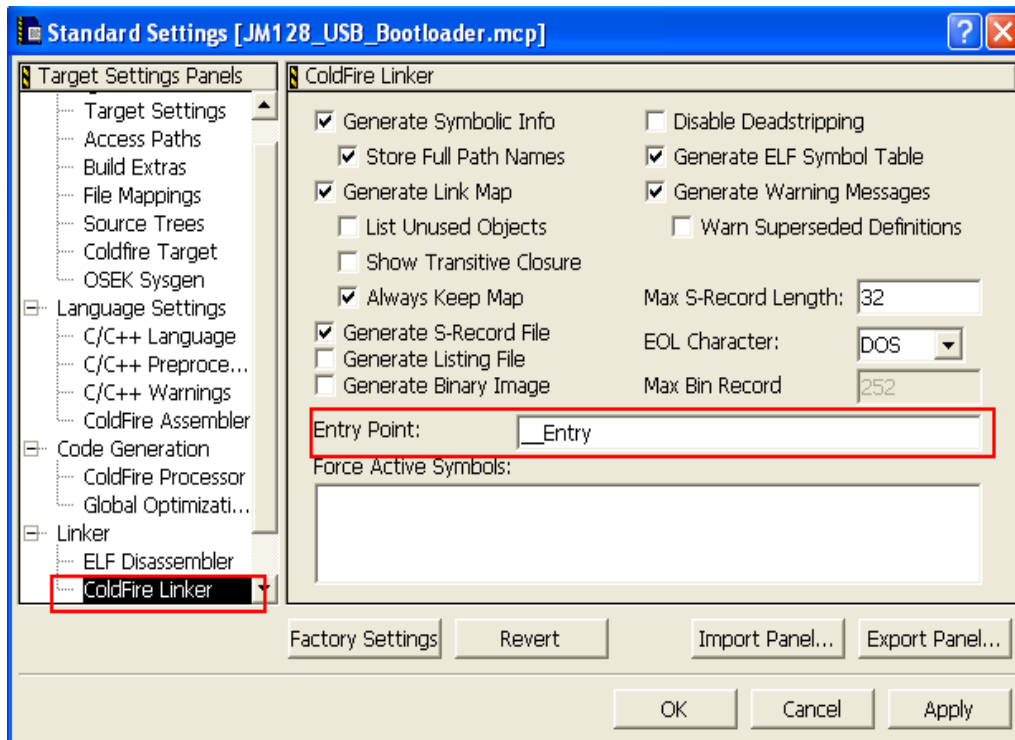 Standard Settings [JM128_USB_Bootloader.mcp]
Target Settings Panels
Target Settings
Access Paths
Build Extras
File Mappings
Source Trees
Coldfire Target
OSEK Sysgen
Language Settings
C/C++ Language
C/C++ Preproce...
C/C++ Warnings
ColdFire Assembler
Code Generation
ColdFire Processor
Global Optimizati...
Linker
ELF Disassembler
ColdFire Linker
ColdFire Linker
Generate Symbolic Info
Disable Deadstripping
Store Full Path Names
Generate ELF Symbol Table
Generate Link Map
Generate Warning Messages
List Unused Objects
Warn Superseded Definitions
Show Transitive Closure
Always Keep Map
Max S-Record Length: 32
Generate S-Record File
EOL Character: DOS
Generate Listing File
Generate Binary Image
Max Bin Record 252
Entry Point: __Entry
Force Active Symbols:
Factory Settings Revert Import Panel... Export Panel...
OK Cancel Apply